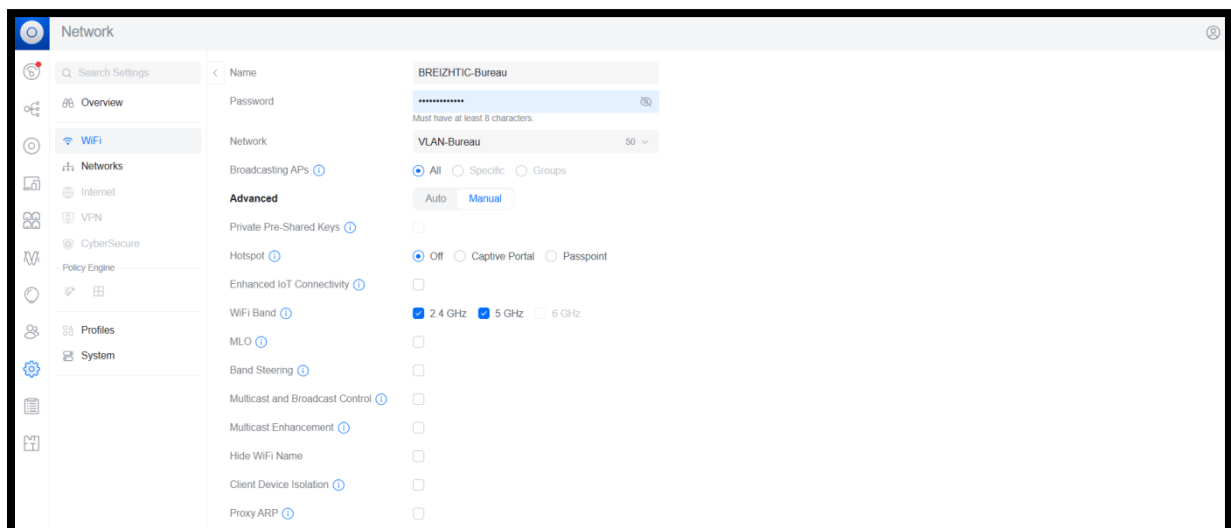 Network
Search Settings
Overview
WiFi
Networks
Internet
VPN
CyberSecure
Policy Engine
Profiles
System
Name BREIZHTIC-Bureau
Password •••••••••••••
Must have at least 8 characters.
Network VLAN-Bureau 50
Broadcasting APs All Specific Groups
Advanced Auto Manual
Private Pre-Shared Keys
Hotspot Off Captive Portal Passpoint
Enhanced IoT Connectivity
WiFi Band 2.4 GHz 5 GHz 6 GHz
MLO
Band Steering
Multicast and Broadcast Control
Multicast Enhancement
Hide WiFi Name
Client Device Isolation
Proxy ARP